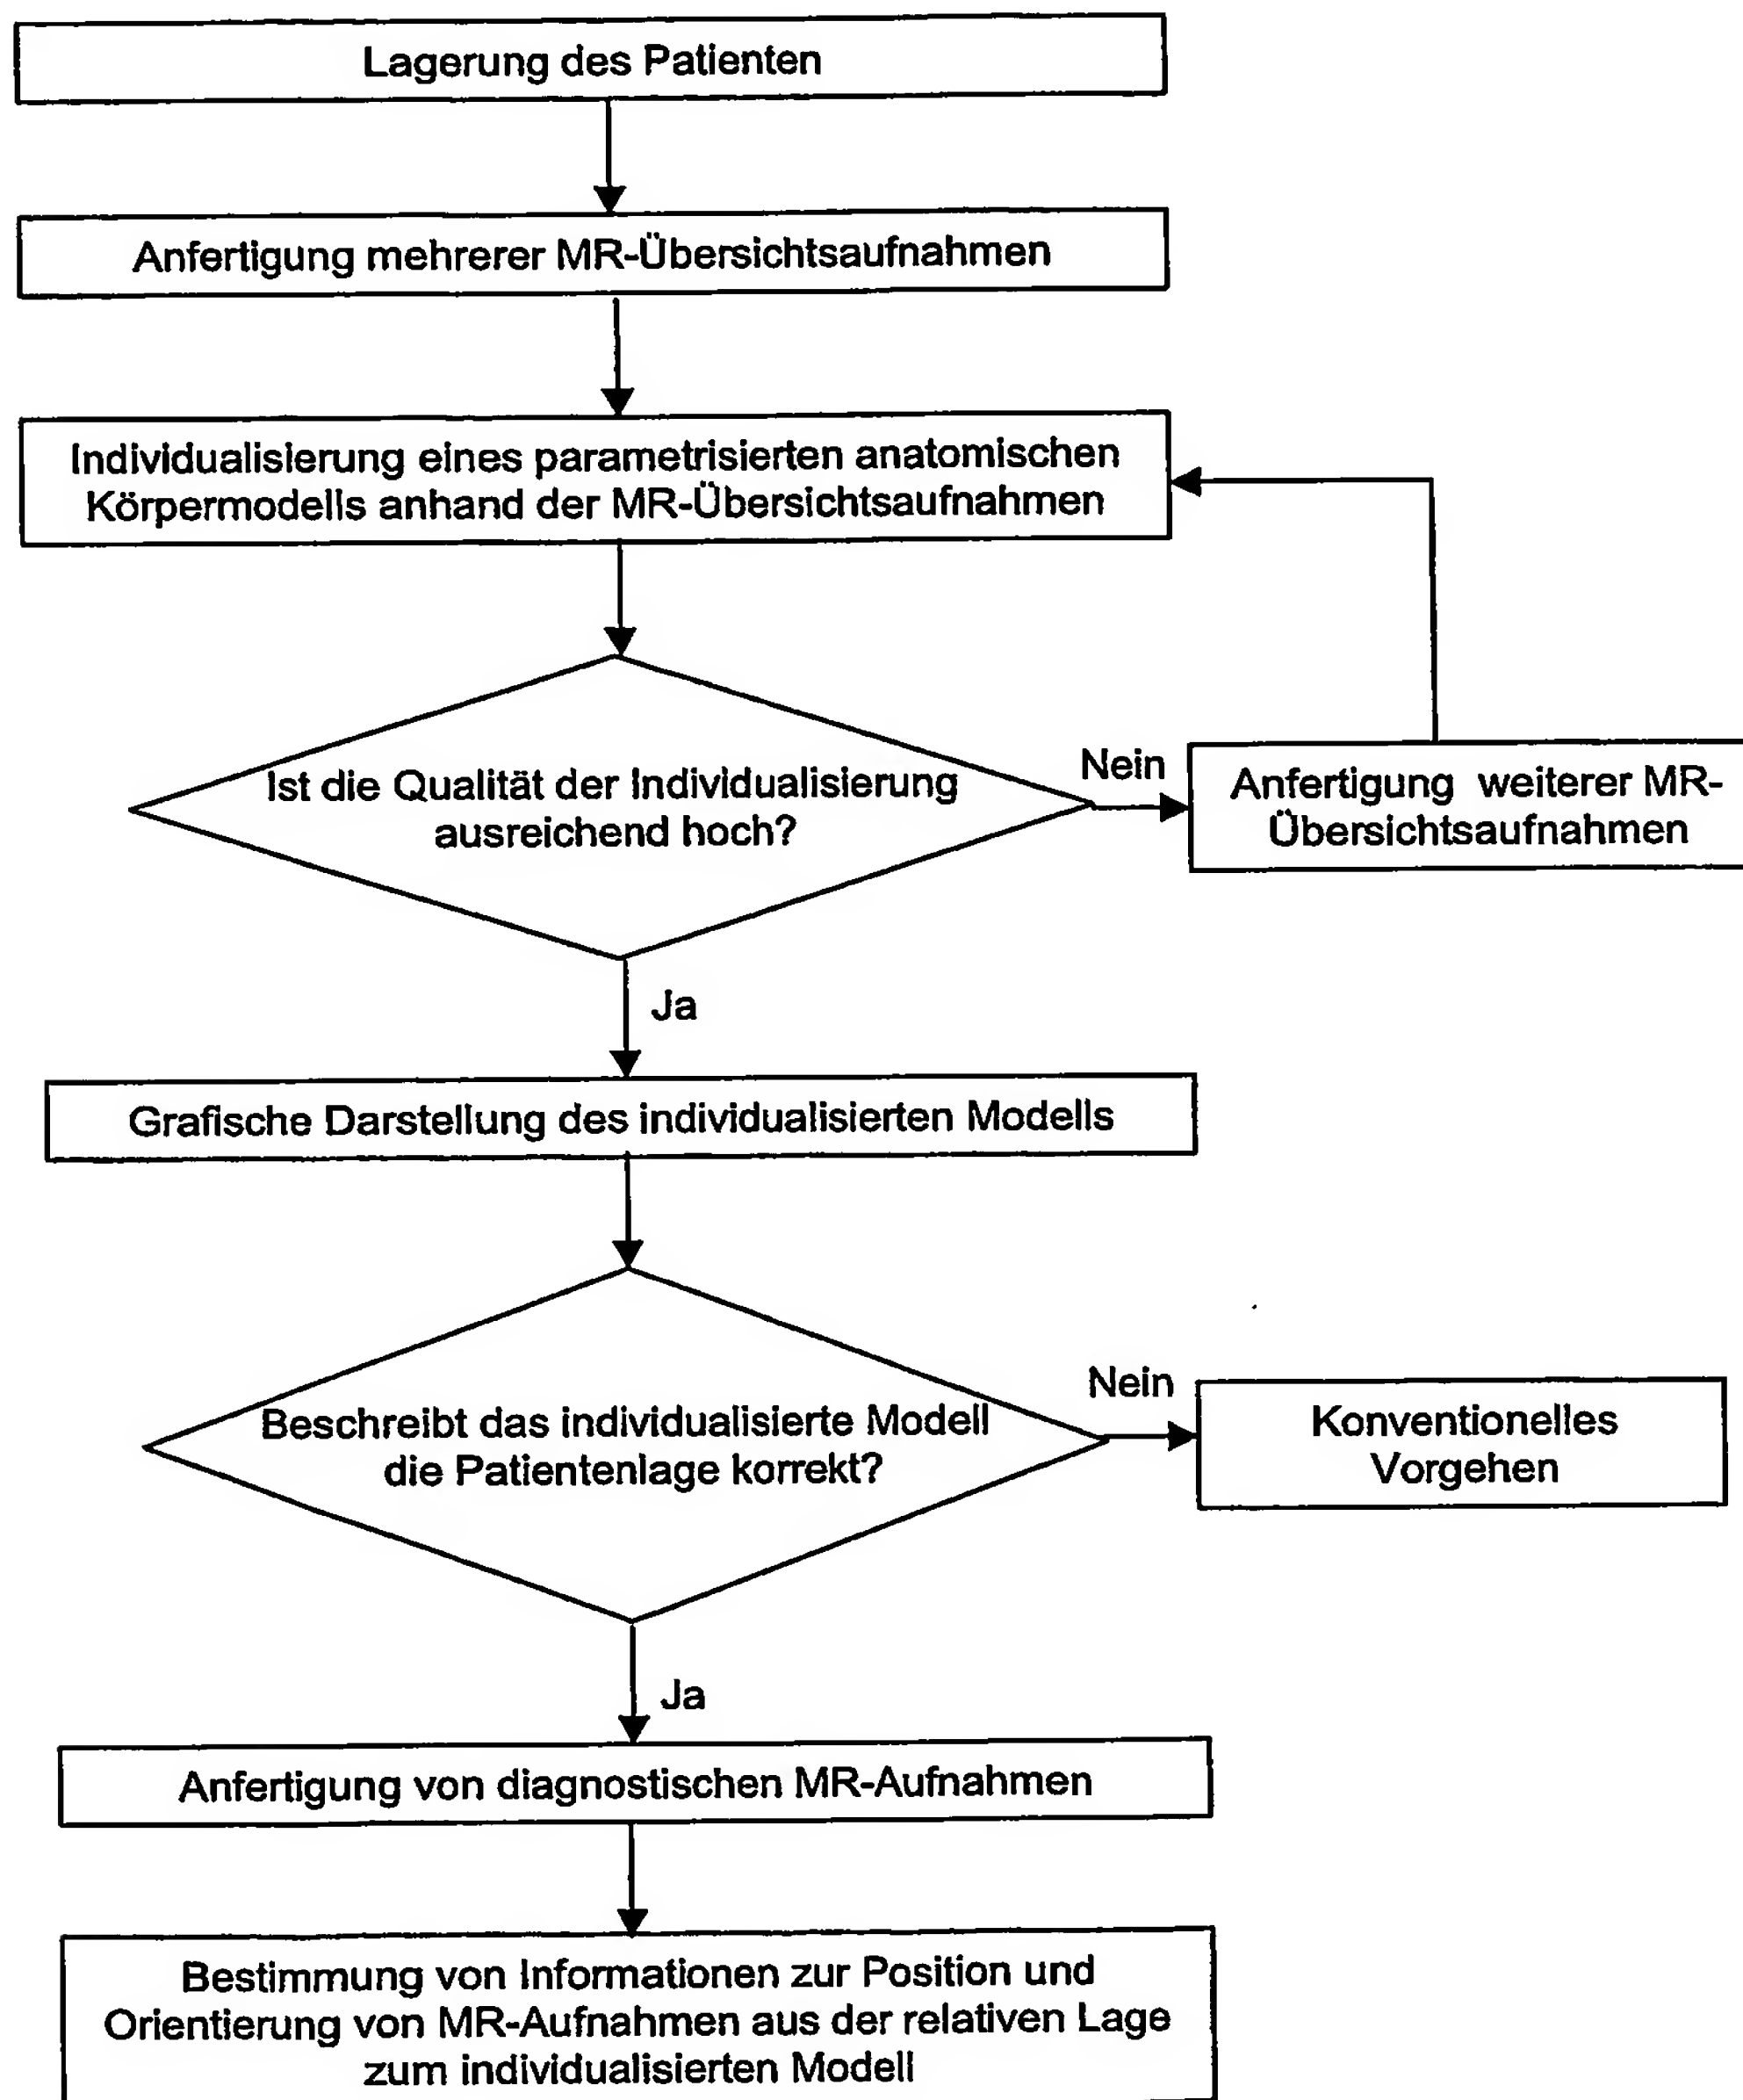 Lagerung des Patienten
Anfertigung mehrerer MR-Übersichtsaufnahmen
Individualisierung eines parametrisierten anatomischen
Körpermodells anhand der MR-Übersichtsaufnahmen
Ist die Qualität der Individualisierung
ausreichend hoch?
Nein
Anfertigung weiterer MR-
Übersichtsaufnahmen
Ja
Grafische Darstellung des individualisierten Modells
Beschreibt das individualisierte Modell
die Patientenlage korrekt?
Nein
Konventionelles
Vorgehen
Ja
Anfertigung von diagnostischen MR-Aufnahmen
Bestimmung von Informationen zur Position und
Orientierung von MR-Aufnahmen aus der relativen Lage
zum individualisierten Modell